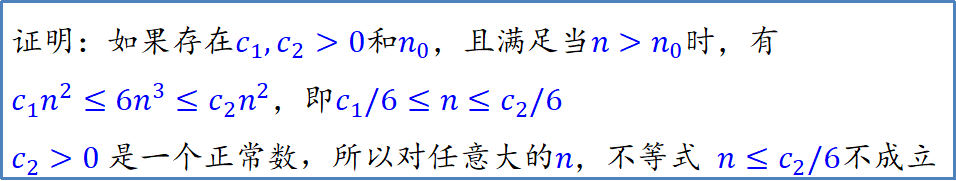 证明：如果存在c₁, c₂ > 0和n₀，且满足当n > n₀时，有
c₁n² ≤ 6n³ ≤ c₂n²，即c₁/6 ≤ n ≤ c₂/6
c₂ > 0 是一个正常数，所以对任意大的n，不等式 n ≤ c₂/6不成立